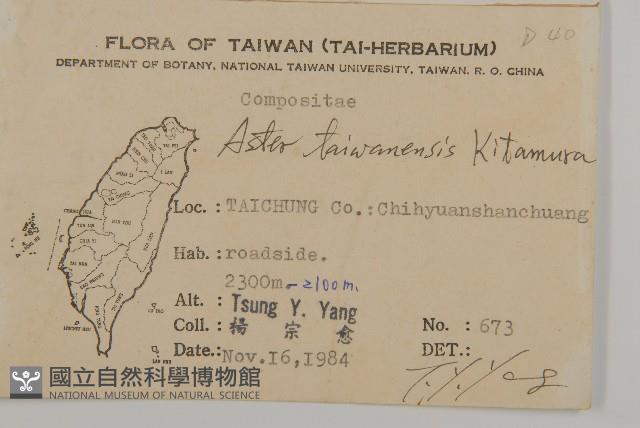 D 40
FLORA OF TAIWAN (TAI-HERBARIUM)
DEPARTMENT OF BOTANY, NATIONAL TAIWAN UNIVERSITY, TAIWAN. R. O. CHINA
Compositae
Aster taiwanensis Kitamura
Loc. : TAICHUNG Co.: Chihyuanshanchuang
Hab. : roadside.
2300m.-2100m.
Alt. : Tsung Y. Yang
Coll. : 楊 宗 愈 No. : 673
Date.: Nov.16,1984 DET.:
T.Y.Yang
國立自然科學博物館
NATIONAL MUSEUM OF NATURAL SCIENCE